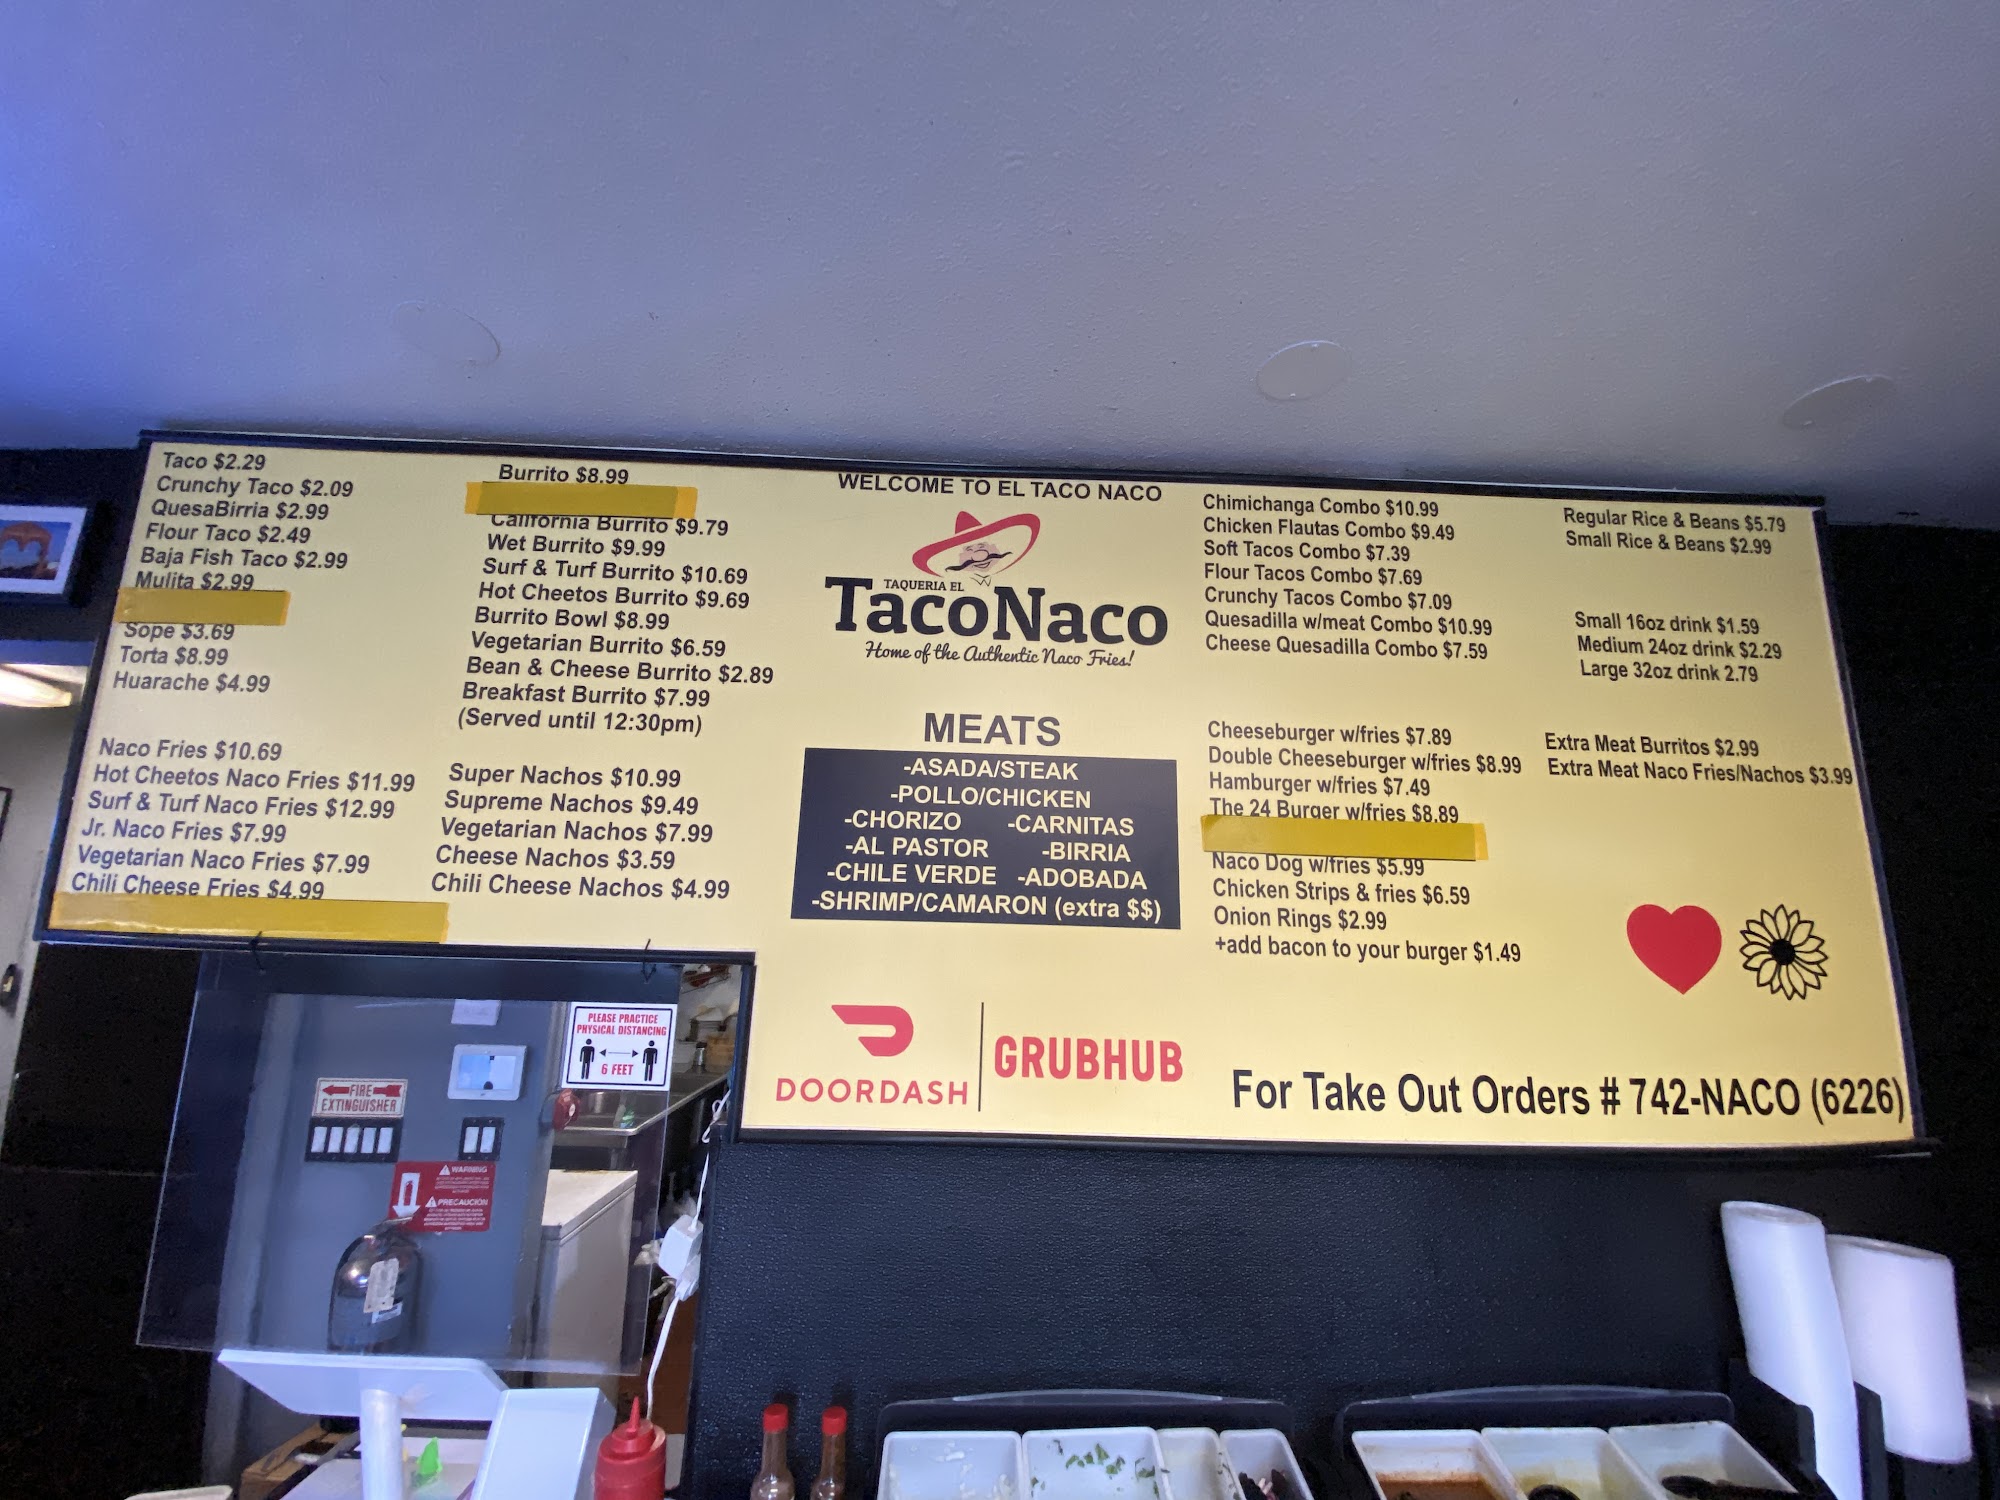 Taco $2.29
Crunchy Taco $2.09
QuesaBirria $2.99
Flour Taco $2.49
Baja Fish Taco $2.99
Mulita $2.99
Sope $3.69
Torta $8.99
Huarache $4.99
Naco Fries $10.69
Hot Cheetos Naco Fries $11.99
Surf & Turf Naco Fries $12.99
Jr. Naco Fries $7.99
Vegetarian Naco Fries $7.99
Chili Cheese Fries $4.99
Burrito $8.99
California Burrito $9.79
Wet Burrito $9.99
Surf & Turf Burrito $10.69
Hot Cheetos Burrito $9.69
Burrito Bowl $8.99
Vegetarian Burrito $6.59
Bean & Cheese Burrito $2.89
Breakfast Burrito $7.99
(Served until 12:30pm)
Super Nachos $10.99
Supreme Nachos $9.49
Vegetarian Nachos $7.99
Cheese Nachos $3.59
Chili Cheese Nachos $4.99
WELCOME TO EL TACO NACO
TAQUERIA EL
TacoNaco
Home of the Authentic Naco Fries!
MEATS
-ASADA/STEAK
-POLLO/CHICKEN
-CHORIZO -CARNITAS
-AL PASTOR -BIRRIA
-CHILE VERDE -ADOBADA
-SHRIMP/CAMARON (extra $$)
DOORDASH
GRUBHUB
Chimichanga Combo $10.99
Chicken Flautas Combo $9.49
Soft Tacos Combo $7.39
Flour Tacos Combo $7.69
Crunchy Tacos Combo $7.09
Quesadilla w/meat Combo $10.99
Cheese Quesadilla Combo $7.59
Cheeseburger w/fries $7.89
Double Cheeseburger w/fries $8.99
Hamburger w/fries $7.49
The 24 Burger w/fries $8.89
Naco Dog w/fries $5.99
Chicken Strips & fries $6.59
Onion Rings $2.99
+add bacon to your burger $1.49
Regular Rice & Beans $5.79
Small Rice & Beans $2.99
Small 16oz drink $1.59
Medium 24oz drink $2.29
Large 32oz drink 2.79
Extra Meat Burritos $2.99
Extra Meat Naco Fries/Nachos $3.99
For Take Out Orders # 742-NACO (6226)
PLEASE PRACTICE
PHYSICAL DISTANCING
6 FEET
FIRE
EXTINGUISHER
WARNING
PRECAUCION